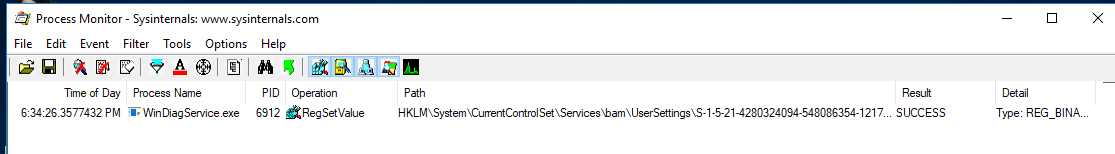 Process Monitor - Sysinternals: www.sysinternals.com
File Edit Event Filter Tools Options Help
Time of Day Process Name PID Operation Path Result Detail
6:34:26.3577432 PM WinDiagService.exe 6912 RegSetValue HKLM\System\CurrentControlSet\Services\bam\UserSettings\S-1-5-21-4280324094-548086354-1217... SUCCESS Type: REG_BINA...